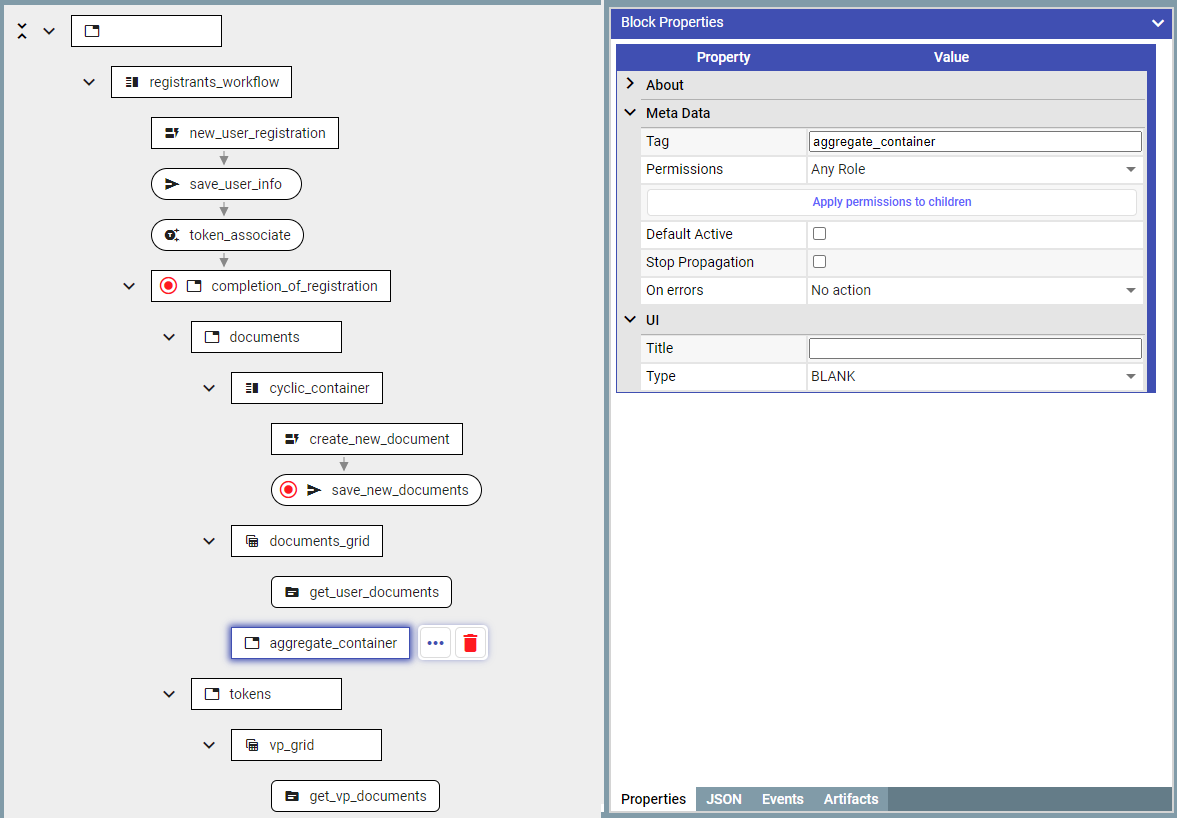 registrants_workflow
new_user_registration
save_user_info
token_associate
completion_of_registration
documents
cyclic_container
create_new_document
save_new_documents
documents_grid
get_user_documents
aggregate_container
tokens
vp_grid
get_vp_documents
Block Properties
Property Value
About
Meta Data
Tag aggregate_container
Permissions Any Role
Apply permissions to children
Default Active
Stop Propagation
On errors No action
UI
Title
Type BLANK
Properties JSON Events Artifacts